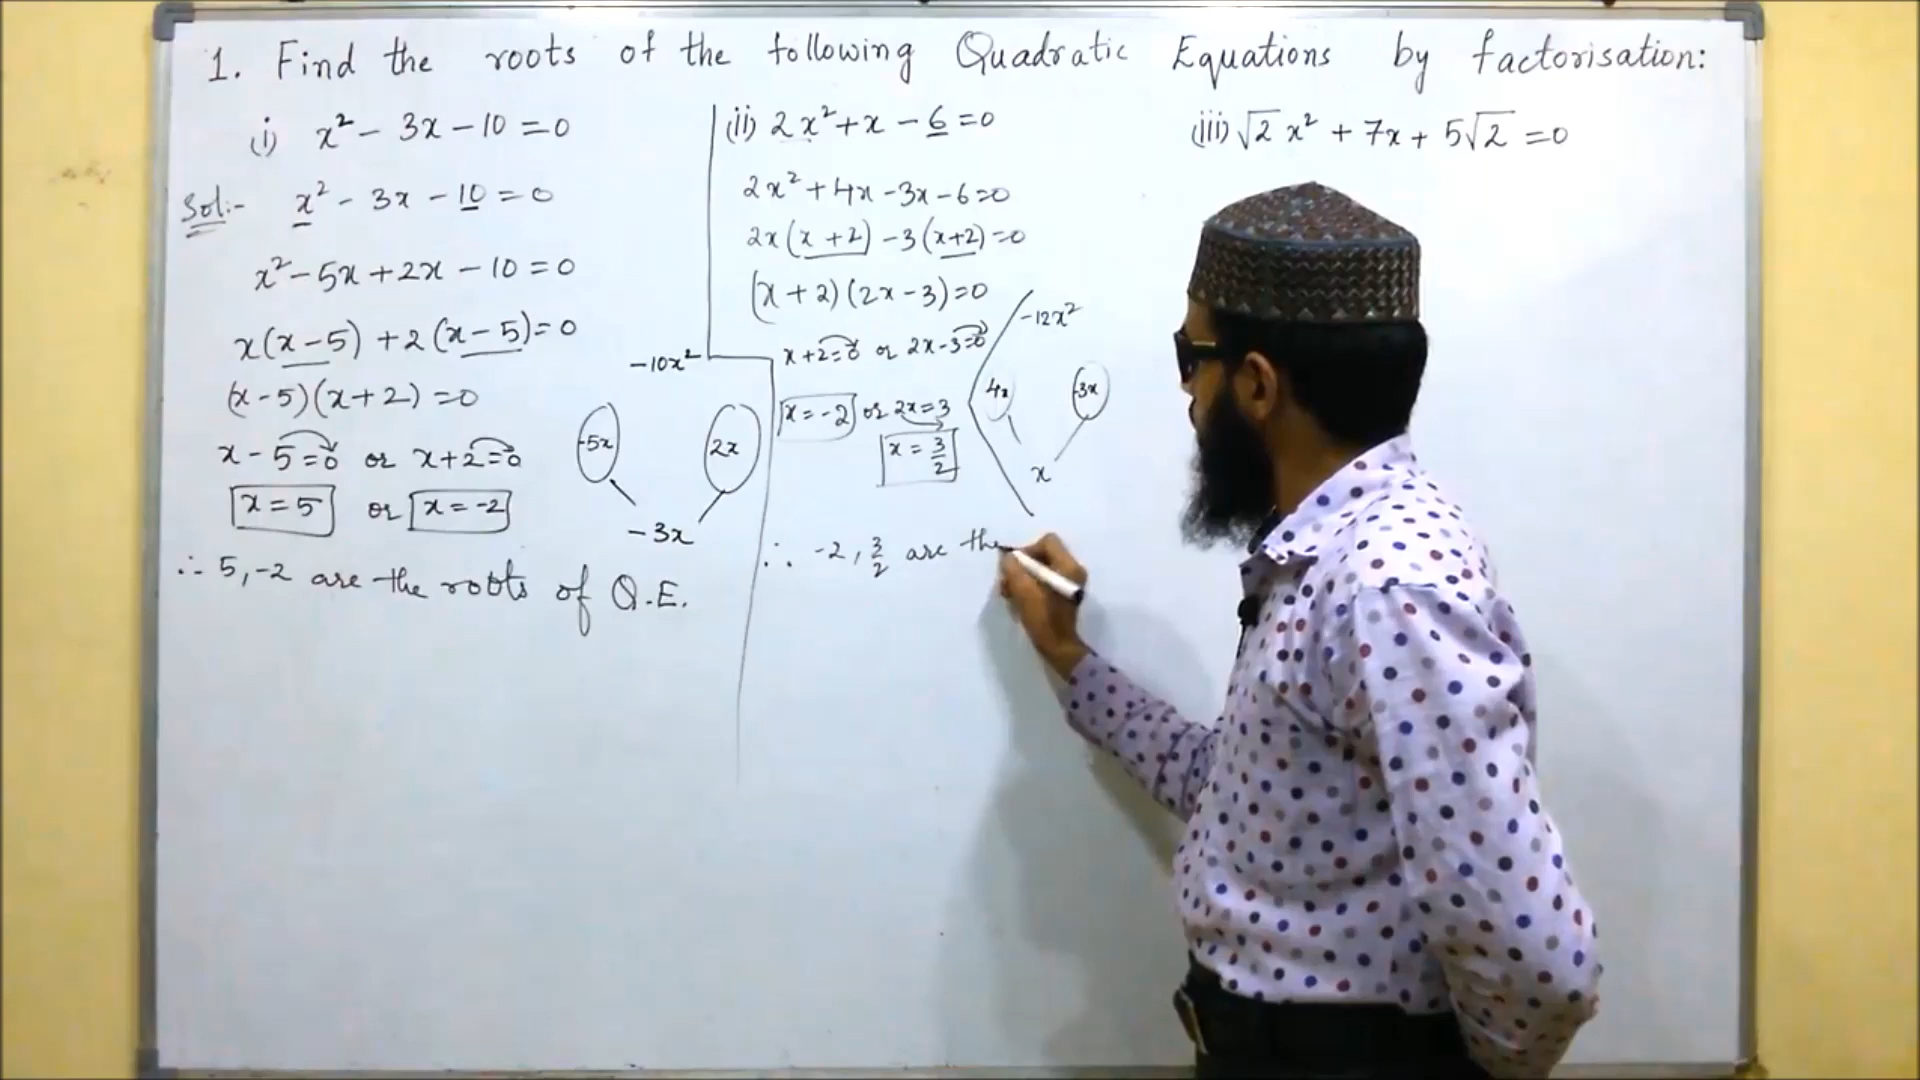 1. Find the roots of the following Quadratic Equations by factorisation:
(i) x² - 3x - 10 = 0
Sol:- x² - 3x - 10 = 0
x² - 5x + 2x - 10 = 0
x(x - 5) + 2(x - 5) = 0
(x - 5)(x + 2) = 0
x - 5 = 0 or x + 2 = 0
x = 5 or x = -2
∴ 5, -2 are the roots of Q.E.
-10x²
-5x 2x
-3x
(ii) 2x² + x - 6 = 0
2x² + 4x - 3x - 6 = 0
2x(x + 2) - 3(x + 2) = 0
(x + 2)(2x - 3) = 0
x + 2 = 0 or 2x - 3 = 0
x = -2 or 2x = 3
x = 3/2
∴ -2, 3/2 are the
-12x²
4x -3x
x
(iii) √2 x² + 7x + 5√2 = 0